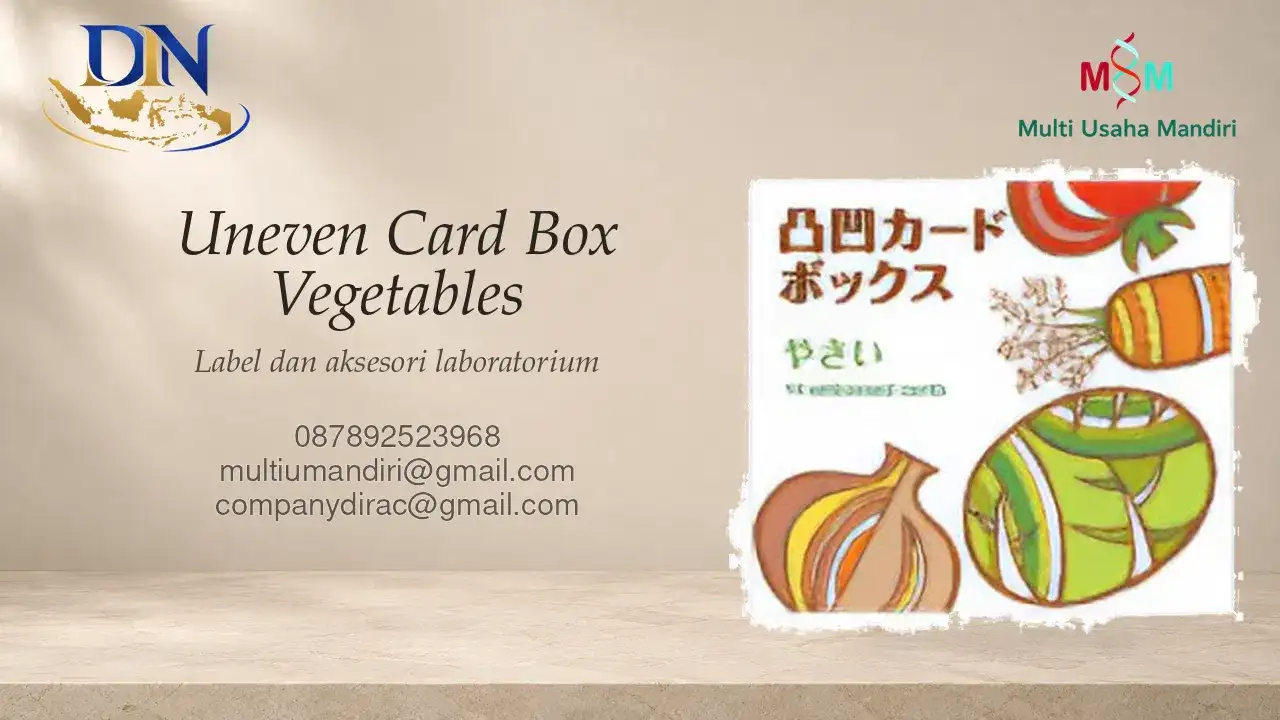 DIN
MSM
Multi Usaha Mandiri
Uneven Card Box
Vegetables
Label dan aksesori laboratorium
087892523968
multiumandiri@gmail.com
companydirac@gmail.com
凸凹カード
ボックス
やさい